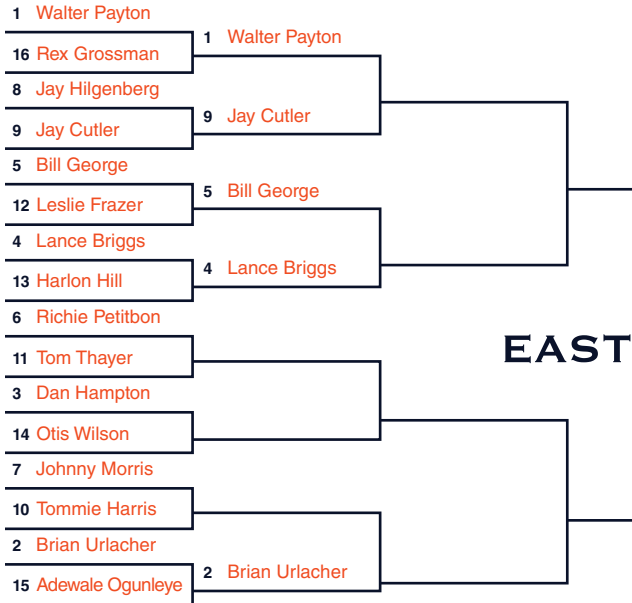 1 Walter Payton
16 Rex Grossman
8 Jay Hilgenberg
9 Jay Cutler
5 Bill George
12 Leslie Frazer
4 Lance Briggs
13 Harlon Hill
6 Richie Petitbon
11 Tom Thayer
3 Dan Hampton
14 Otis Wilson
7 Johnny Morris
10 Tommie Harris
2 Brian Urlacher
15 Adewale Ogunleye
1 Walter Payton
9 Jay Cutler
5 Bill George
4 Lance Briggs
2 Brian Urlacher
EAST